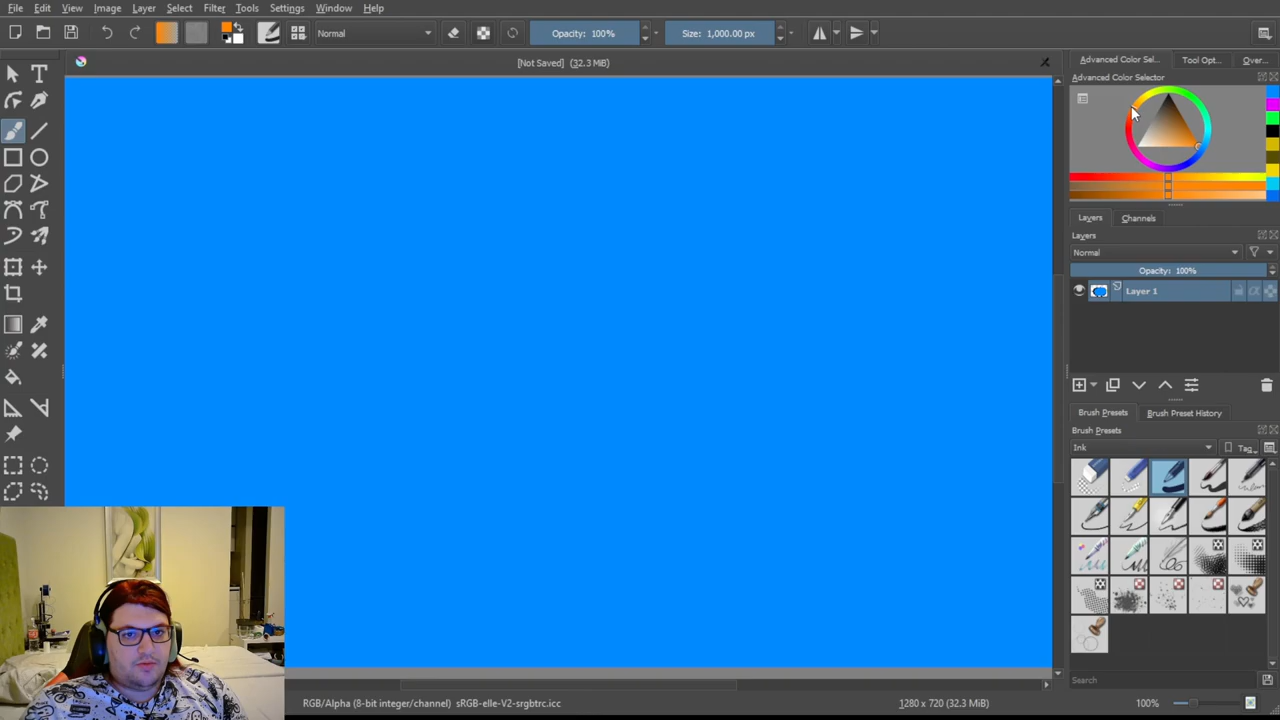 File Edit View Image Layer Select Filter Tools Settings Window Help
Normal Opacity: 100% Size: 1,000.00 px
[Not Saved] (32.3 MiB)
Advanced Color Sel... Tool Opt... Over...
Advanced Color Selector
Layers Channels
Layers
Normal
Opacity: 100%
Layer 1
Brush Presets Brush Preset History
Brush Presets
Ink Tag
Search
RGB/Alpha (8-bit integer/channel) sRGB-elle-V2-srgbtrc.icc 1280 x 720 (32.3 MiB) 100%